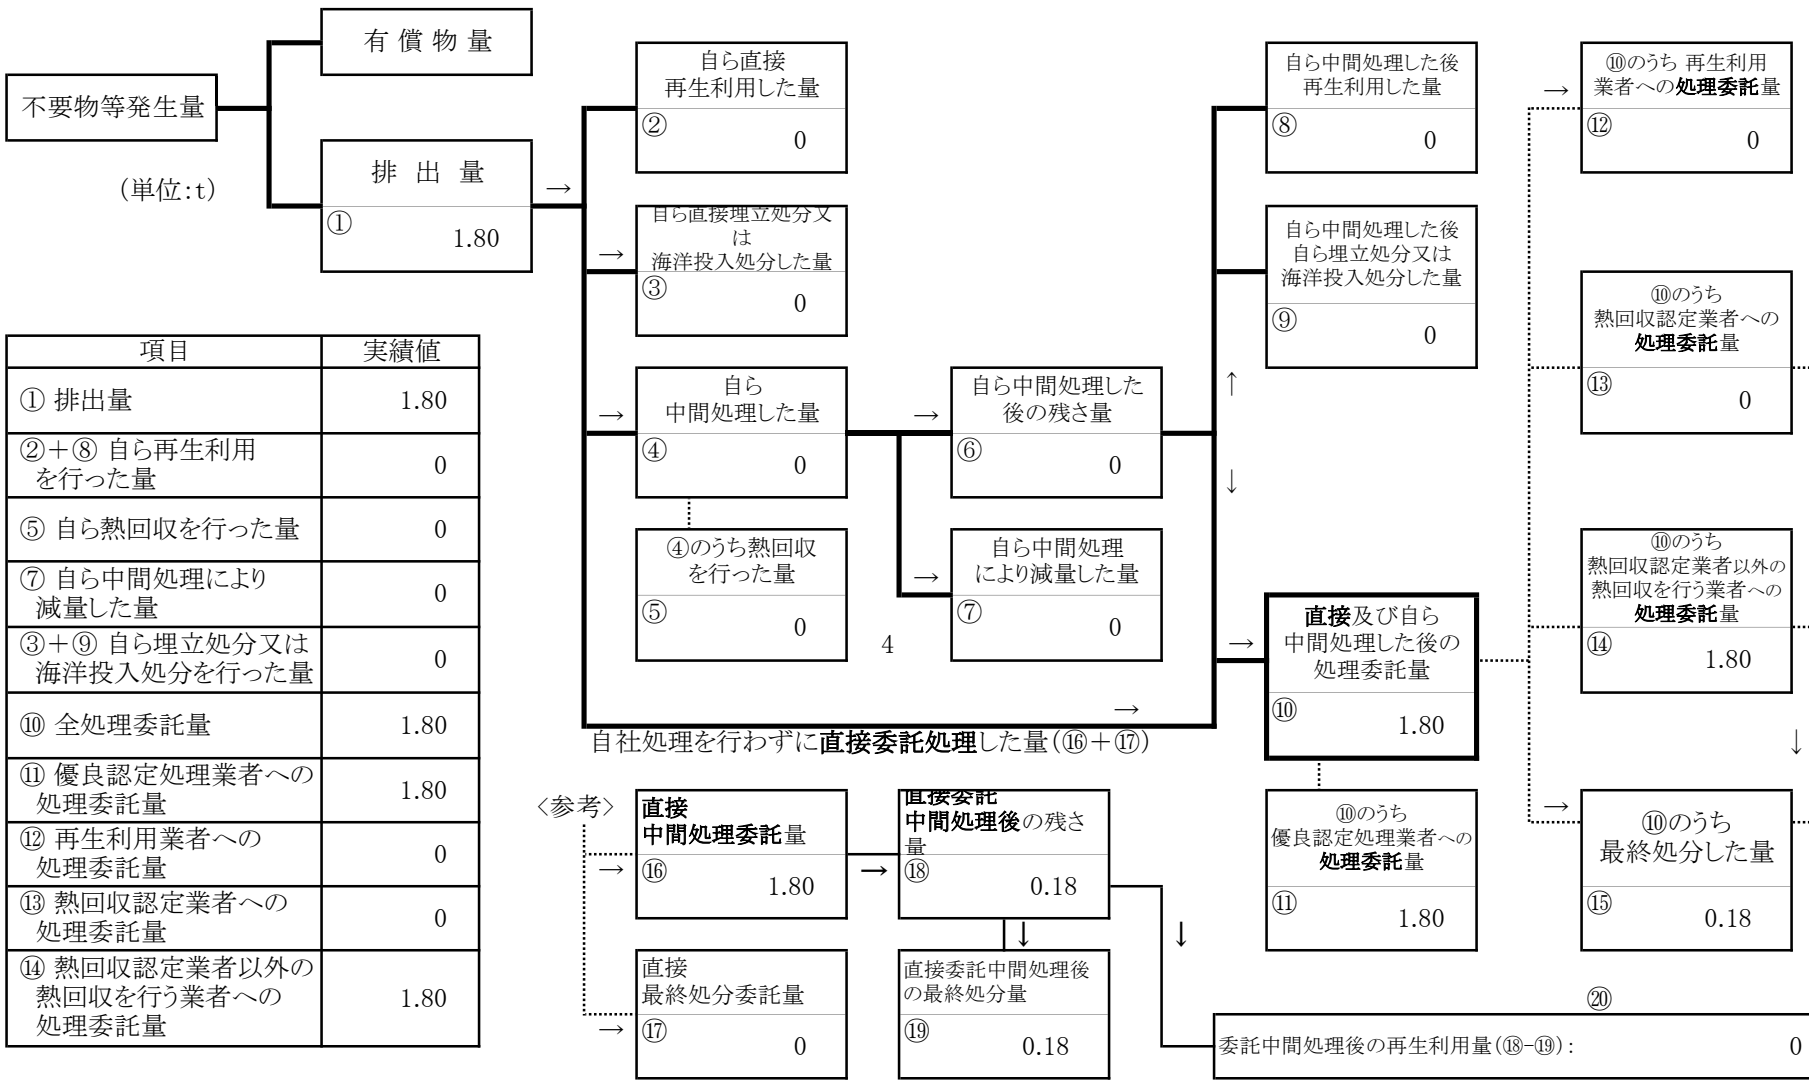 有 償 物 量
不要物等発生量
(単位:t)
排 出 量
①
1.80
→
自ら直接
再生利用した量
②
0
→
自ら直接埋立処分又
は
海洋投入処分した量
③
0
→
自ら
中間処理した量
④
0
④のうち熱回収
を行った量
⑤
0
4
→
自ら中間処理した
後の残さ量
⑥
0
→
自ら中間処理
により減量した量
⑦
0
自ら中間処理した後
再生利用した量
⑧
0
自ら中間処理した後
自ら埋立処分又は
海洋投入処分した量
⑨
0
↑
↓
→
直接及び自ら
中間処理した後の
処理委託量
⑩
1.80
⑩のうち
優良認定処理業者への
処理委託量
⑪
1.80
→
⑩のうち 再生利用
業者への処理委託量
⑫
0
⑩のうち
熱回収認定業者への
処理委託量
⑬
0
⑩のうち
熱回収認定業者以外の
熱回収を行う業者への
処理委託量
⑭
1.80
↓
→
⑩のうち
最終処分した量
⑮
0.18
→
自社処理を行わずに直接委託処理した量(⑯+⑰)
〈参考〉
→
直接
中間処理委託量
⑯
1.80
→
直接委託
中間処理後の残さ
量
⑱
0.18
→
直接
最終処分委託量
⑰
0
↓
直接委託中間処理後
の最終処分量
⑲
0.18
↓
⑳
委託中間処理後の再生利用量(⑱-⑲): 0
項目 実績値
① 排出量 1.80
②+⑧ 自ら再生利用
を行った量 0
⑤ 自ら熱回収を行った量 0
⑦ 自ら中間処理により
減量した量 0
③+⑨ 自ら埋立処分又は
海洋投入処分を行った量 0
⑩ 全処理委託量 1.80
⑪ 優良認定処理業者への
処理委託量 1.80
⑫ 再生利用業者への
処理委託量 0
⑬ 熱回収認定業者への
処理委託量 0
⑭ 熱回収認定業者以外の
熱回収を行う業者への
処理委託量 1.80